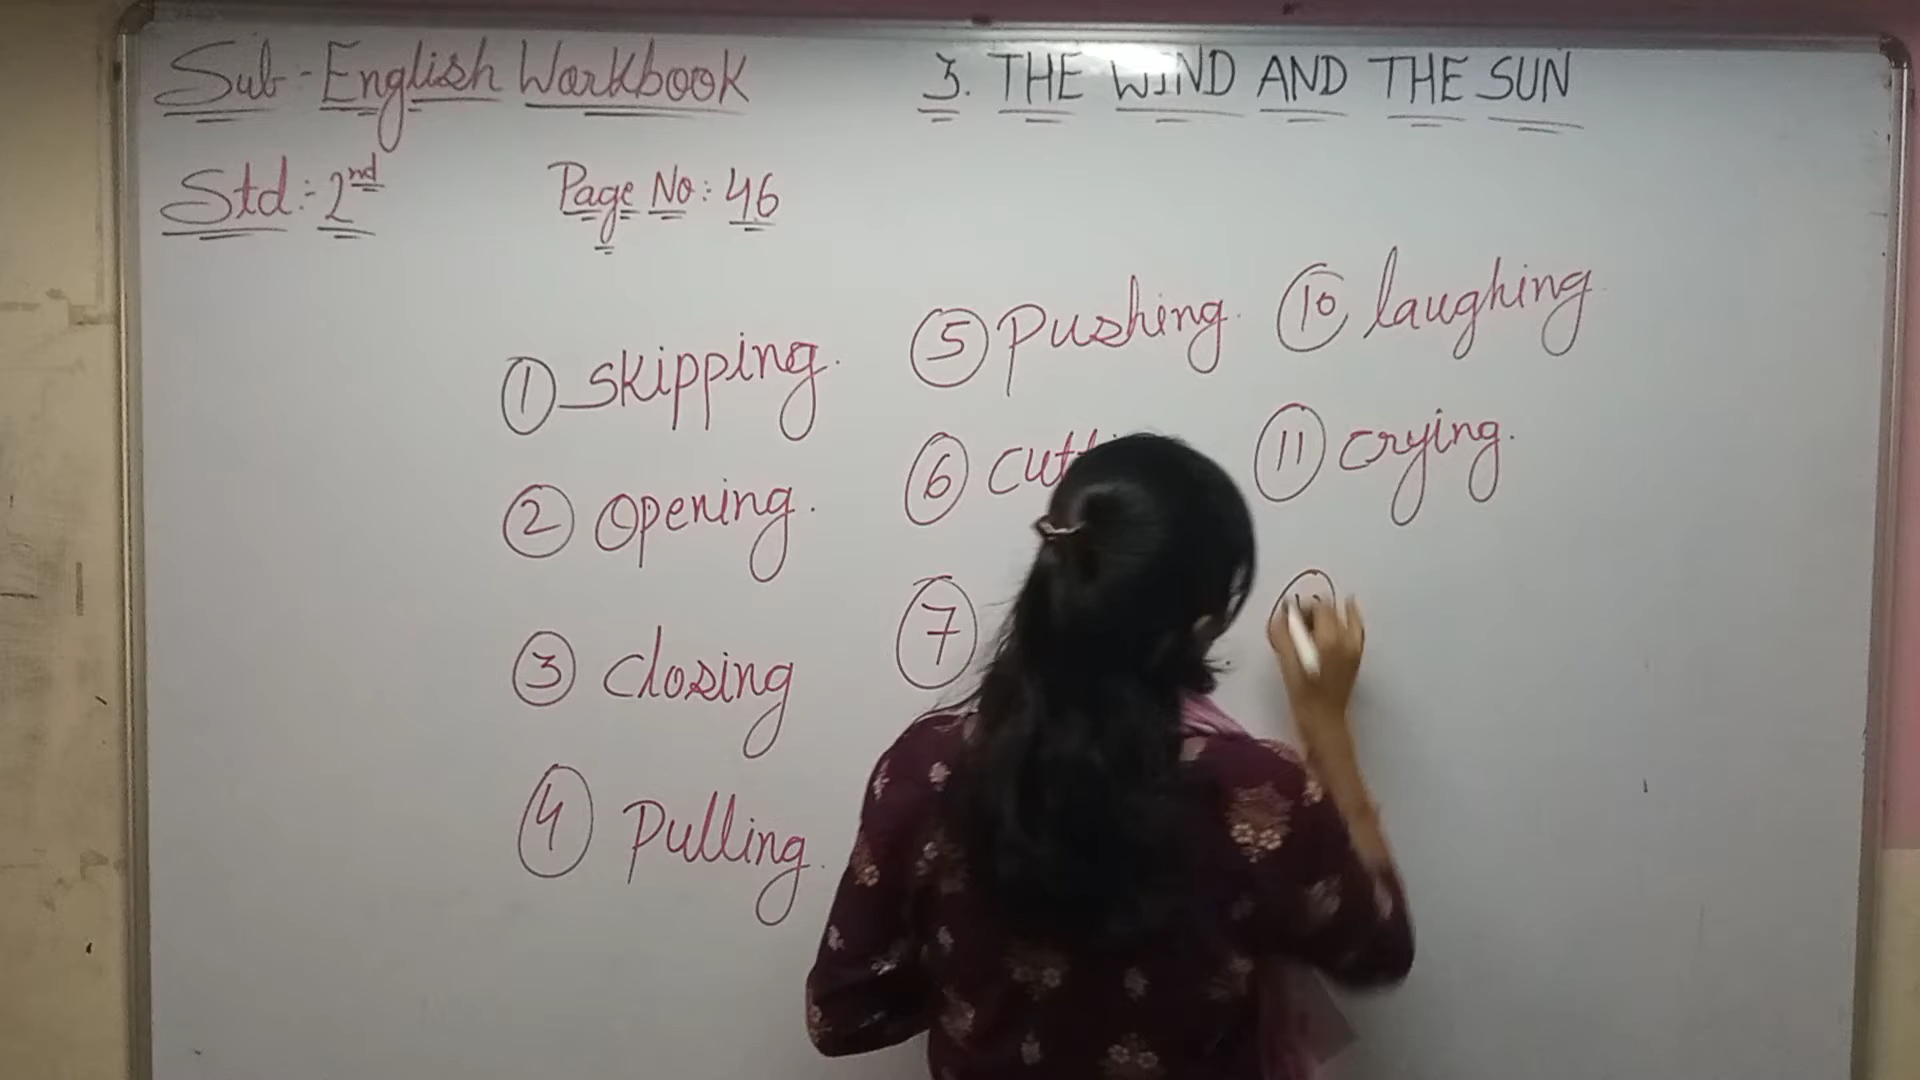 Sub - English Workbook
3. THE WIND AND THE SUN
Std:- 2nd
Page No: 46
1 skipping.
2 opening.
3 closing
4 Pulling.
5 Pushing.
6
7
10 laughing
11 crying.